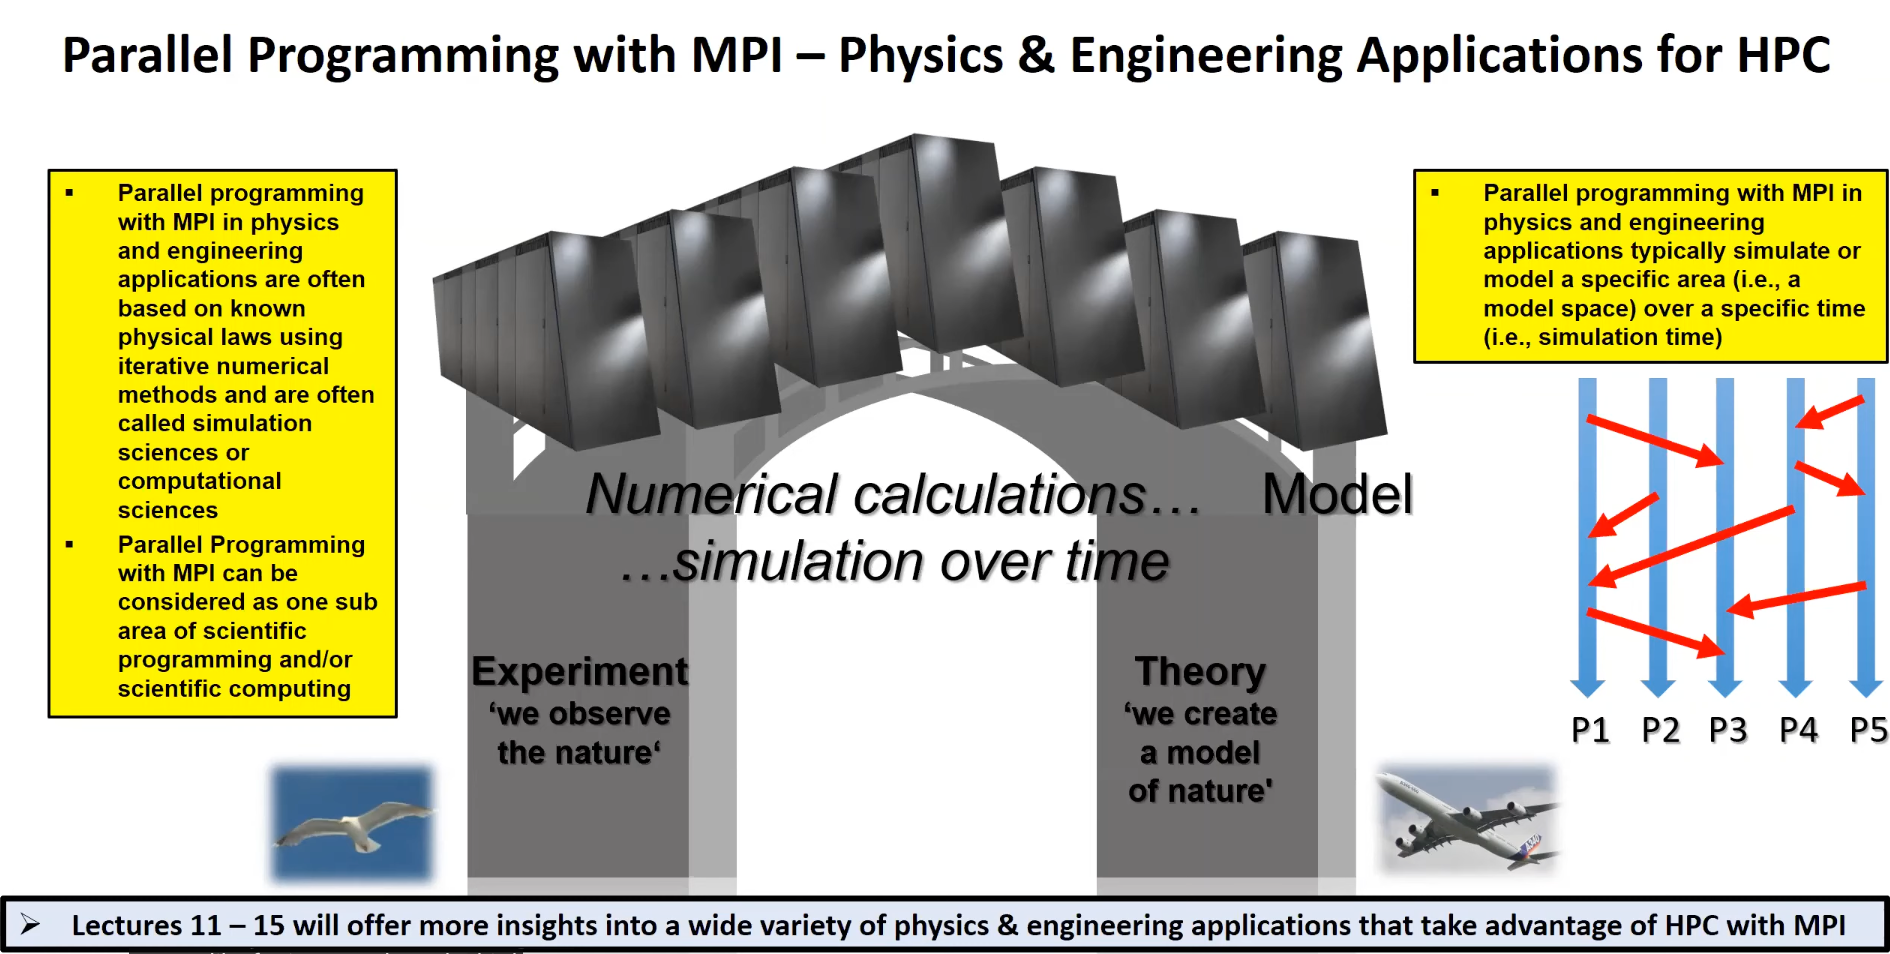 Parallel Programming with MPI – Physics & Engineering Applications for HPC
▪ Parallel programming
with MPI in physics
and engineering
applications are often
based on known
physical laws using
iterative numerical
methods and are often
called simulation
sciences or
computational
sciences
▪ Parallel Programming
with MPI can be
considered as one sub
area of scientific
programming and/or
scientific computing
▪ Parallel programming with MPI in
physics and engineering
applications typically simulate or
model a specific area (i.e., a
model space) over a specific time
(i.e., simulation time)
Numerical calculations… Model
…simulation over time
Experiment
‘we observe
the nature‘
Theory
‘we create
a model
of nature'
P1 P2 P3 P4 P5
A340
➢ Lectures 11 – 15 will offer more insights into a wide variety of physics & engineering applications that take advantage of HPC with MPI